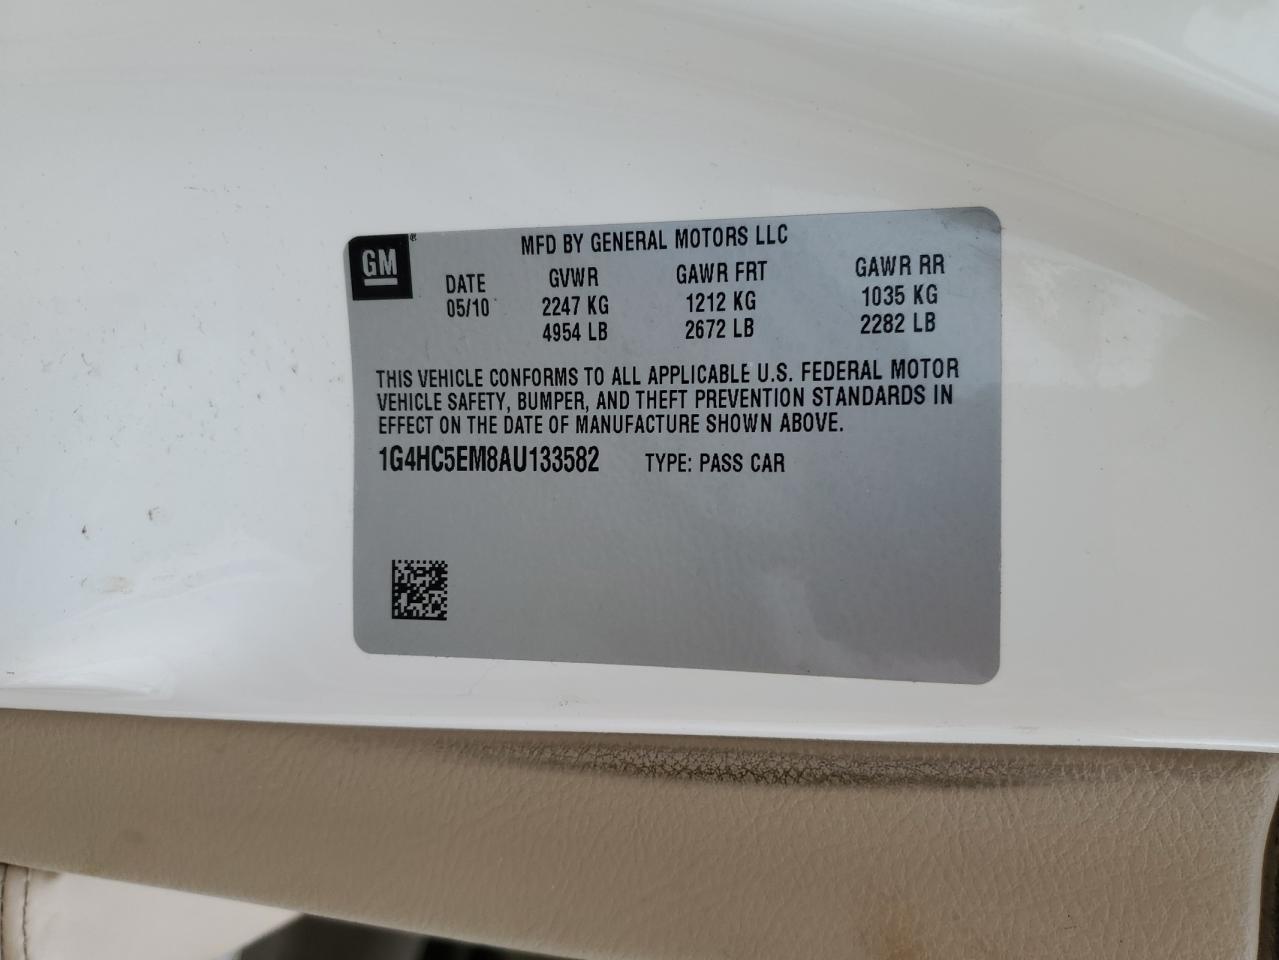 GM®
MFD BY GENERAL MOTORS LLC
DATE GVWR GAWR FRT GAWR RR
05/10 2247 KG 1212 KG 1035 KG
4954 LB 2672 LB 2282 LB
THIS VEHICLE CONFORMS TO ALL APPLICABLE U.S. FEDERAL MOTOR
VEHICLE SAFETY, BUMPER, AND THEFT PREVENTION STANDARDS IN
EFFECT ON THE DATE OF MANUFACTURE SHOWN ABOVE.
1G4HC5EM8AU133582 TYPE: PASS CAR